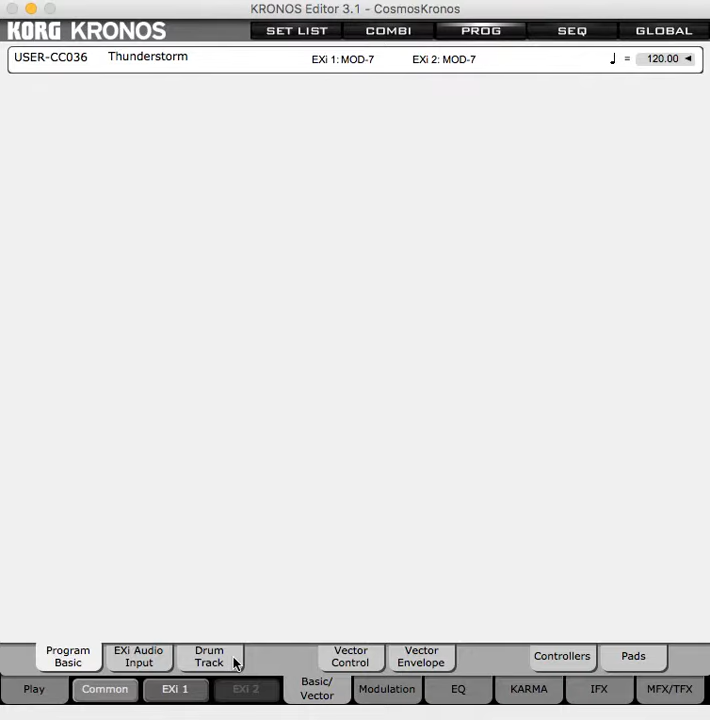 KRONOS Editor 3.1 - CosmosKronos
KORG KRONOS SET LIST COMBI PROG SEQ GLOBAL
USER-CC036 Thunderstorm EXi 1: MOD-7 EXi 2: MOD-7 ♩ = 120.00
Program Basic
EXi Audio Input
Drum Track
Vector Control
Vector Envelope
Controllers
Pads
Play
Common
EXi 1
EXi 2
Basic/
Vector
Modulation
EQ
KARMA
IFX
MFX/TFX